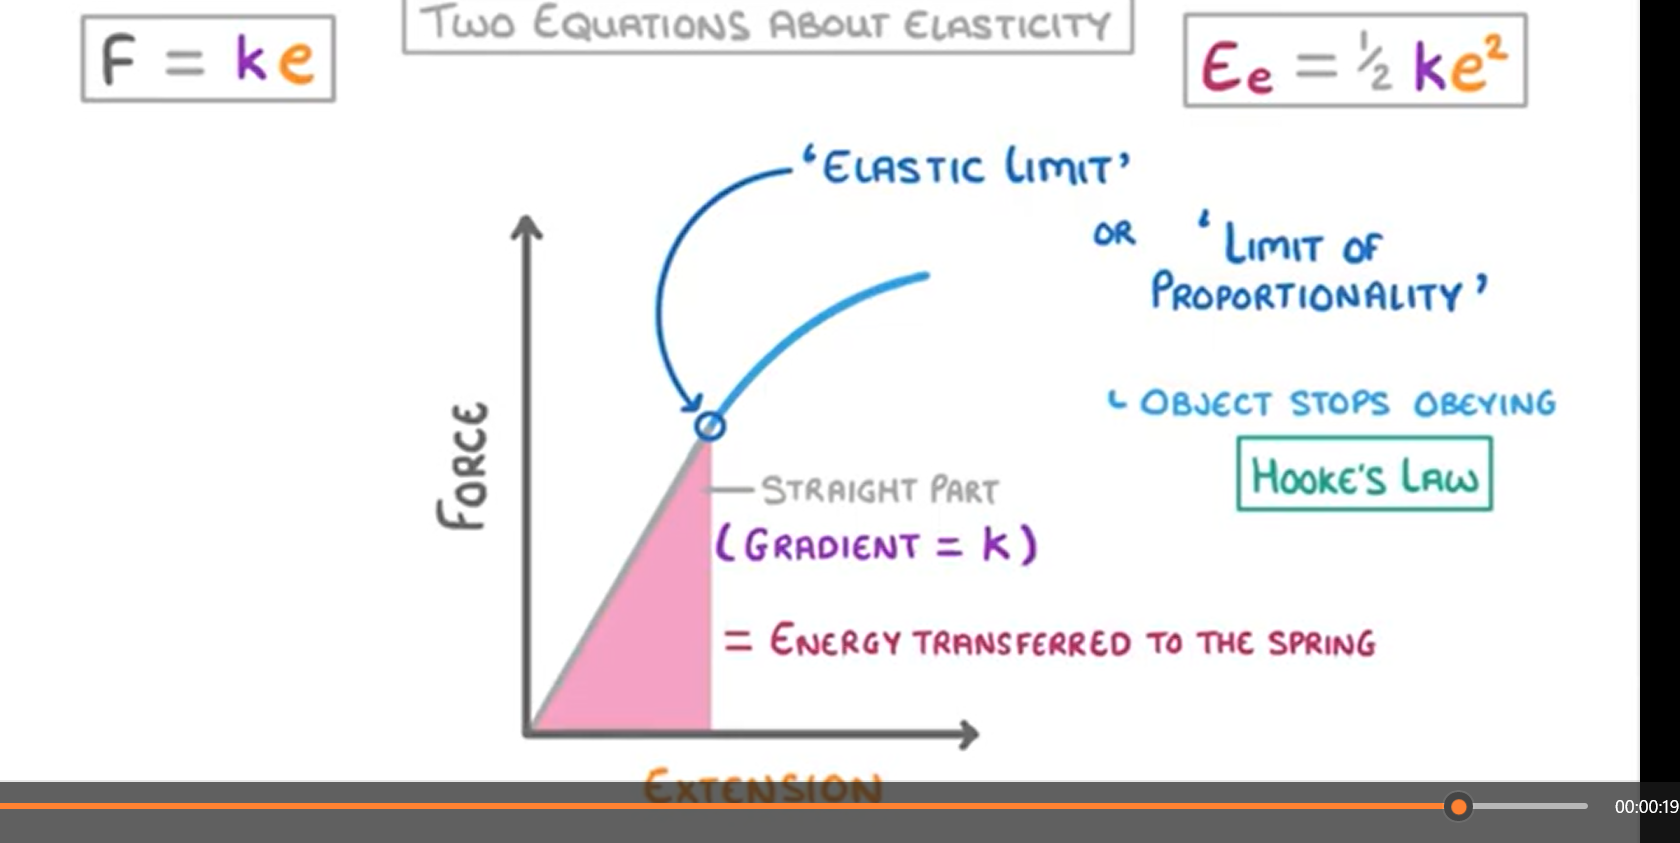 TWO EQUATIONS ABOUT ELASTICITY
F = ke
Ee = ½ ke²
'ELASTIC LIMIT'
OR 'LIMIT OF
PROPORTIONALITY'
OBJECT STOPS OBEYING
HOOKE'S LAW
FORCE
STRAIGHT PART
(GRADIENT = k)
= ENERGY TRANSFERRED TO THE SPRING
EXTENSION
00:00:19